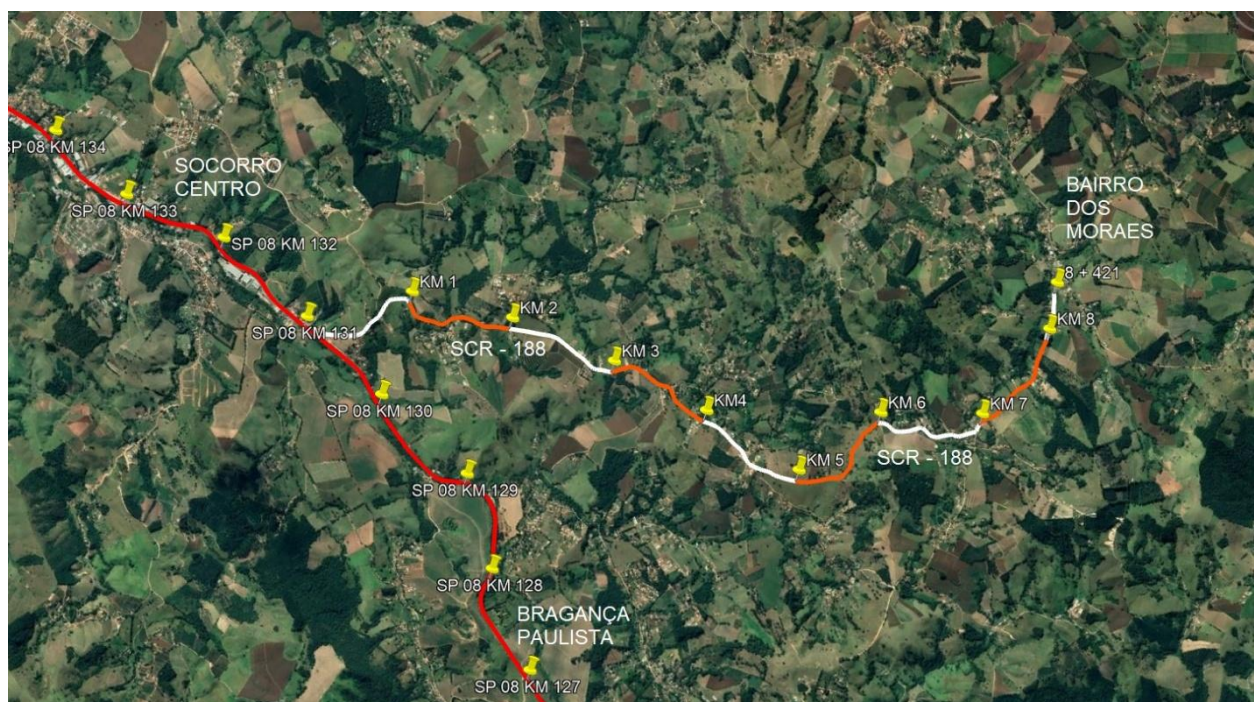 SP 08 KM 134
SOCORRO
CENTRO
SP 08 KM 133
SP 08 KM 132
BAIRRO
DOS
MORAES
8 + 421
KM 1
KM 2
SP 08 KM 131
KM 8
SCR - 188
KM 3
SP 08 KM 130
KM4
KM 6
KM 7
SCR - 188
KM 5
SP 08 KM 129
SP 08 KM 128
BRAGANÇA
PAULISTA
SP 08 KM 127